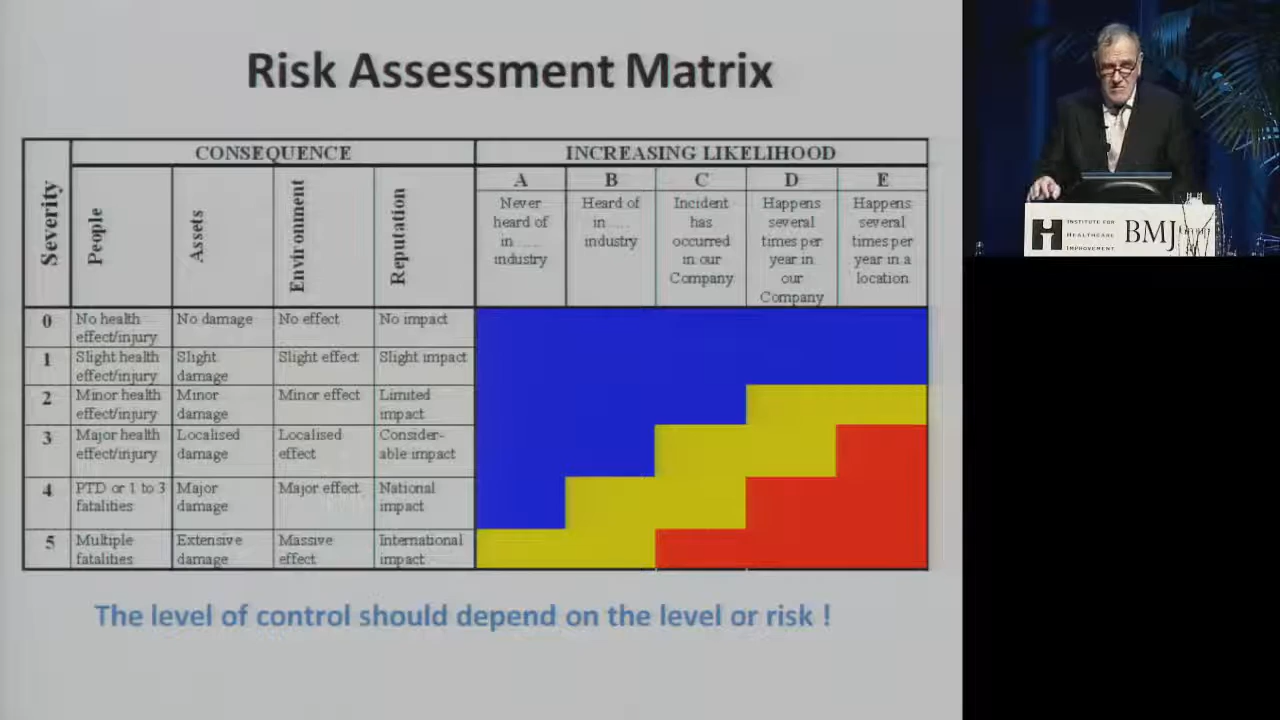 Risk Assessment Matrix
CONSEQUENCE
INCREASING LIKELIHOOD
Severity
People
Assets
Environment
Reputation
A
B
C
D
E
Never
heard of
in .....
industry
Heard of
in .....
industry
Incident
has
occurred
in our
Company
Happens
several
times per
year in
our
Company
Happens
several
times per
year in a
location
0
No health
effect/injury
No damage
No effect
No impact
1
Slight health
effect/injury
Slight
damage
Slight effect
Slight impact
2
Minor health
effect/injury
Minor
damage
Minor effect
Limited
impact
3
Major health
effect/injury
Localised
damage
Localised
effect
Consider-
able impact
4
PTD or 1 to 3
fatalities
Major
damage
Major effect
National
impact
5
Multiple
fatalities
Extensive
damage
Massive
effect
International
impact
The level of control should depend on the level or risk !
INSTITUTE FOR
HEALTHCARE
IMPROVEMENT
BMJ